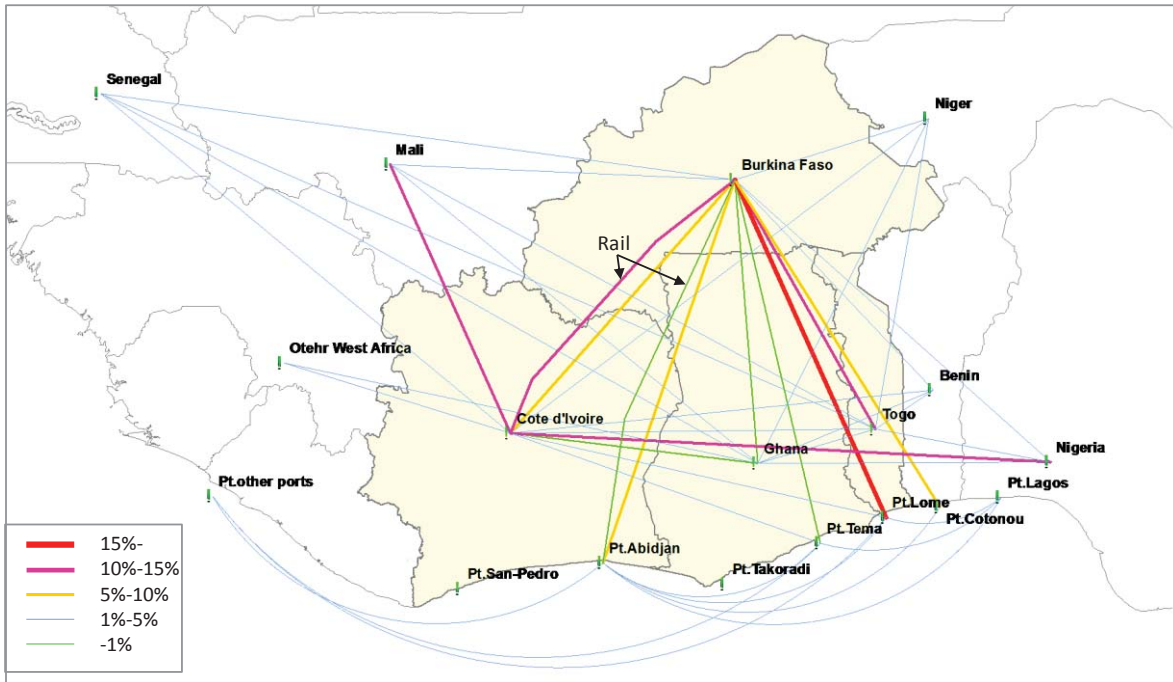 Senegal
Niger
Mali
Burkina Faso
Rail
Otehr West Africa
Benin
Cote d'Ivoire
Togo
Ghana
Nigeria
Pt.other ports
Pt.Lagos
Pt.Lome
Pt.Cotonou
Pt.Tema
Pt.Abidjan
Pt.San-Pedro
Pt.Takoradi
15%-
10%-15%
5%-10%
1%-5%
-1%